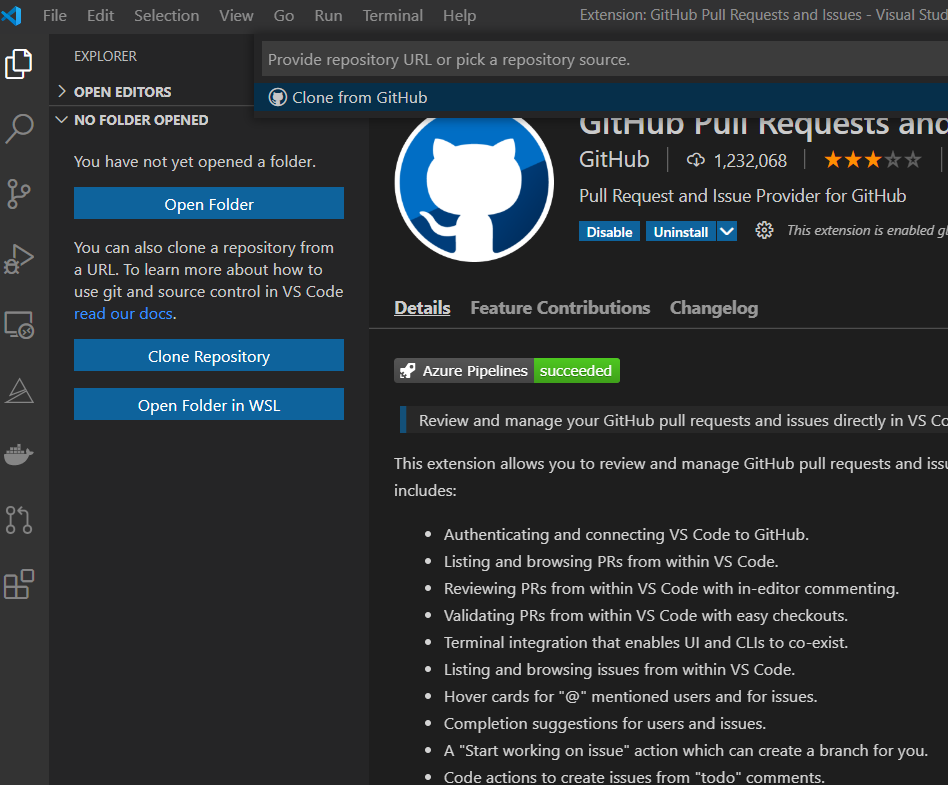 File Edit Selection View Go Run Terminal Help Extension: GitHub Pull Requests and Issues - Visual Stud
EXPLORER
Provide repository URL or pick a repository source.
OPEN EDITORS
Clone from GitHub
NO FOLDER OPENED
You have not yet opened a folder.
Open Folder
You can also clone a repository from
a URL. To learn more about how to
use git and source control in VS Code
read our docs.
Clone Repository
Open Folder in WSL
GitHub Pull Requests and
GitHub 1,232,068
Pull Request and Issue Provider for GitHub
Disable Uninstall This extension is enabled gl
Details Feature Contributions Changelog
Azure Pipelines succeeded
Review and manage your GitHub pull requests and issues directly in VS Co
This extension allows you to review and manage GitHub pull requests and issu
includes:
• Authenticating and connecting VS Code to GitHub.
• Listing and browsing PRs from within VS Code.
• Reviewing PRs from within VS Code with in-editor commenting.
• Validating PRs from within VS Code with easy checkouts.
• Terminal integration that enables UI and CLIs to co-exist.
• Listing and browsing issues from within VS Code.
• Hover cards for "@" mentioned users and for issues.
• Completion suggestions for users and issues.
• A "Start working on issue" action which can create a branch for you.
• Code actions to create issues from "todo" comments.